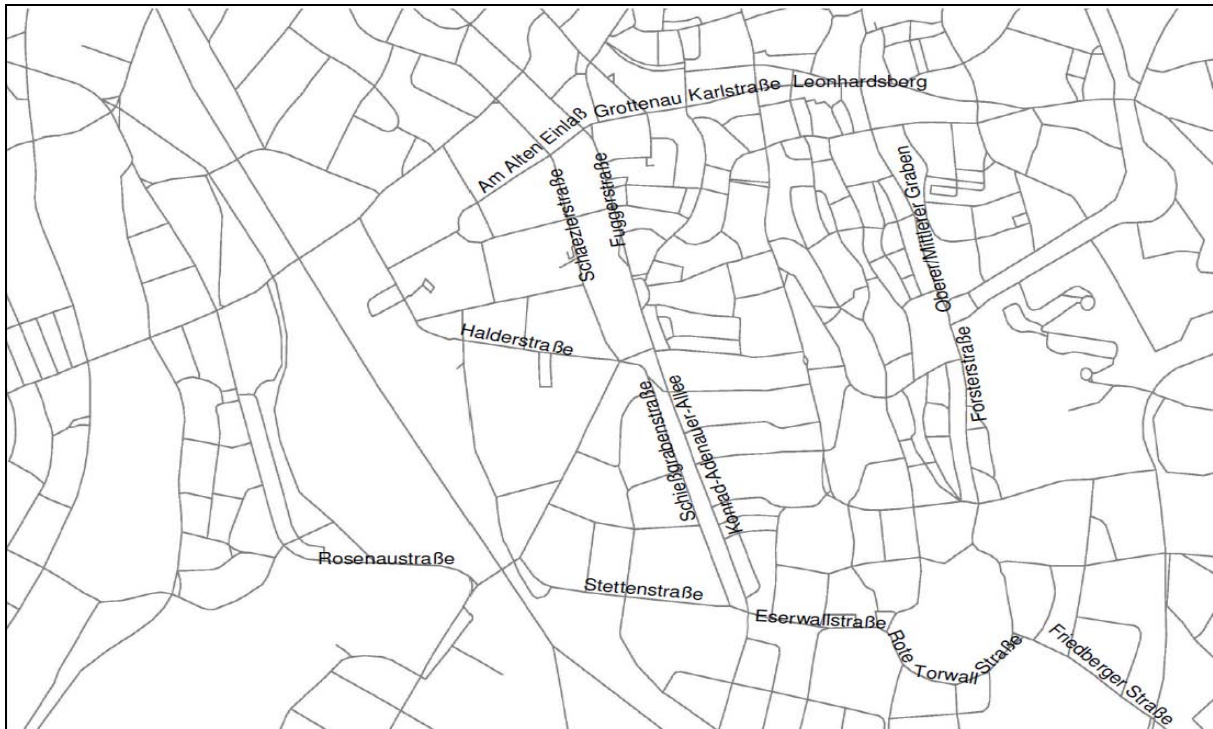 Leonhardsberg
Karlstraße
Grottenau
Am Alten Einlaß
Schaezlerstraße
Fuggerstraße
Oberer/Mittlerer Graben
Halderstraße
Forsterstraße
Schießgrabenstraße
Konrad-Adenauer-Allee
Rosenaustraße
Stettenstraße
Eserwallstraße
Rote
Torwall
Straße
Friedberger Straße